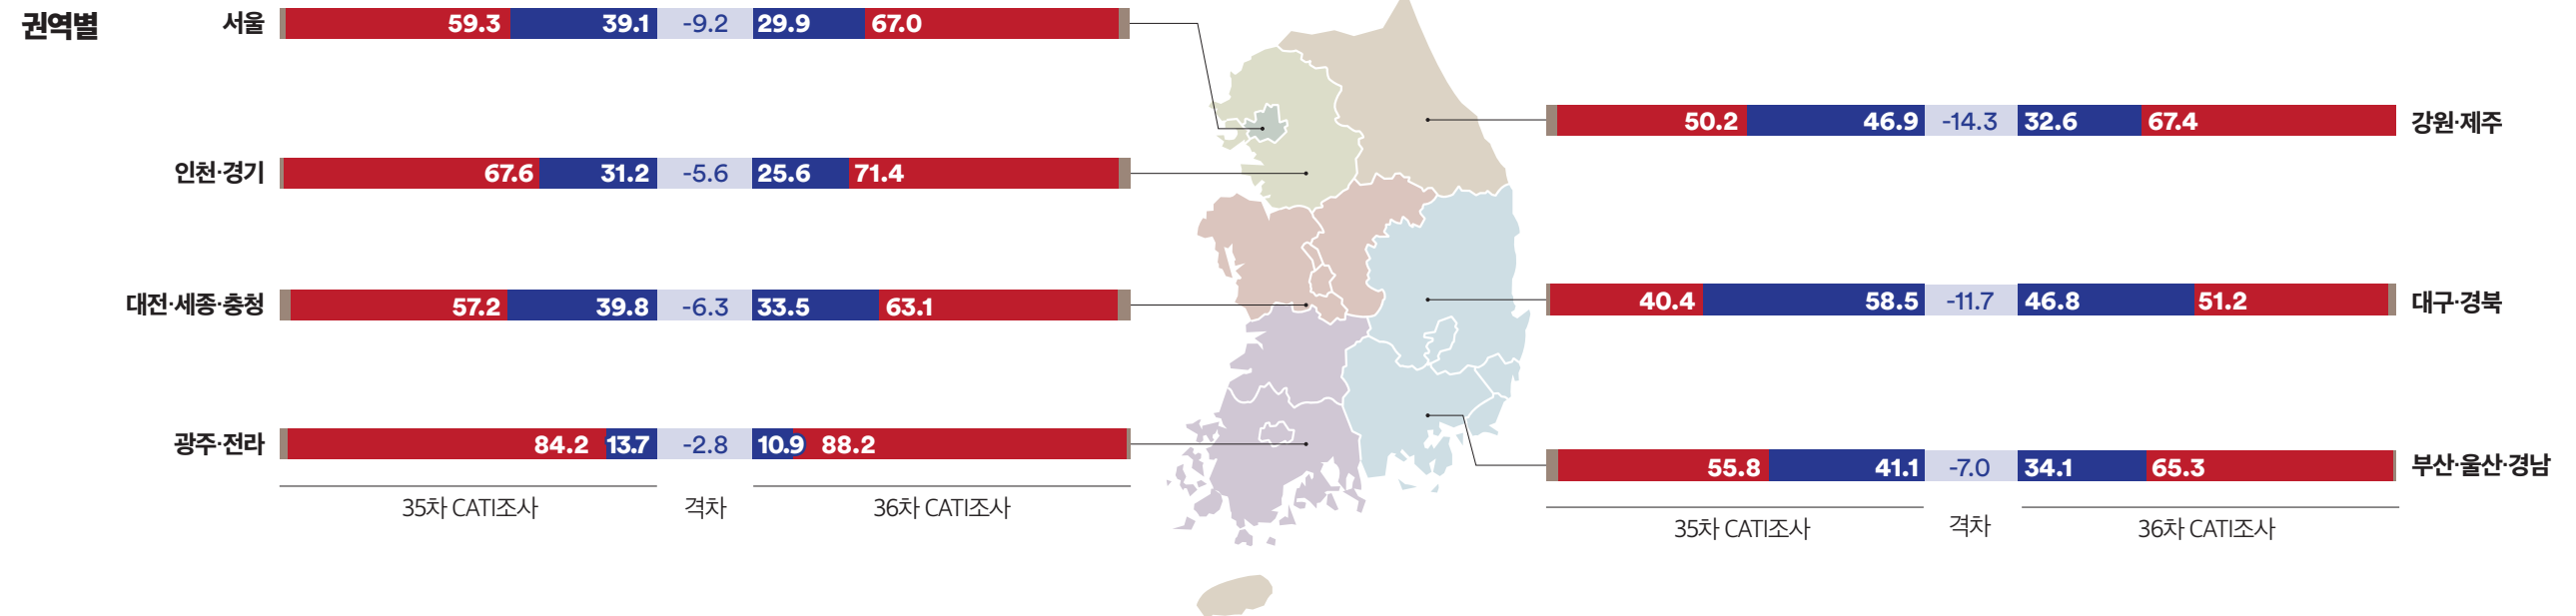 권역별
서울 59.3 39.1 -9.2 29.9 67.0
인천·경기 67.6 31.2 -5.6 25.6 71.4
대전·세종·충청 57.2 39.8 -6.3 33.5 63.1
광주·전라 84.2 13.7 -2.8 10.9 88.2
35차 CATI조사 격차 36차 CATI조사
50.2 46.9 -14.3 32.6 67.4 강원·제주
40.4 58.5 -11.7 46.8 51.2 대구·경북
55.8 41.1 -7.0 34.1 65.3 부산·울산·경남
35차 CATI조사 격차 36차 CATI조사